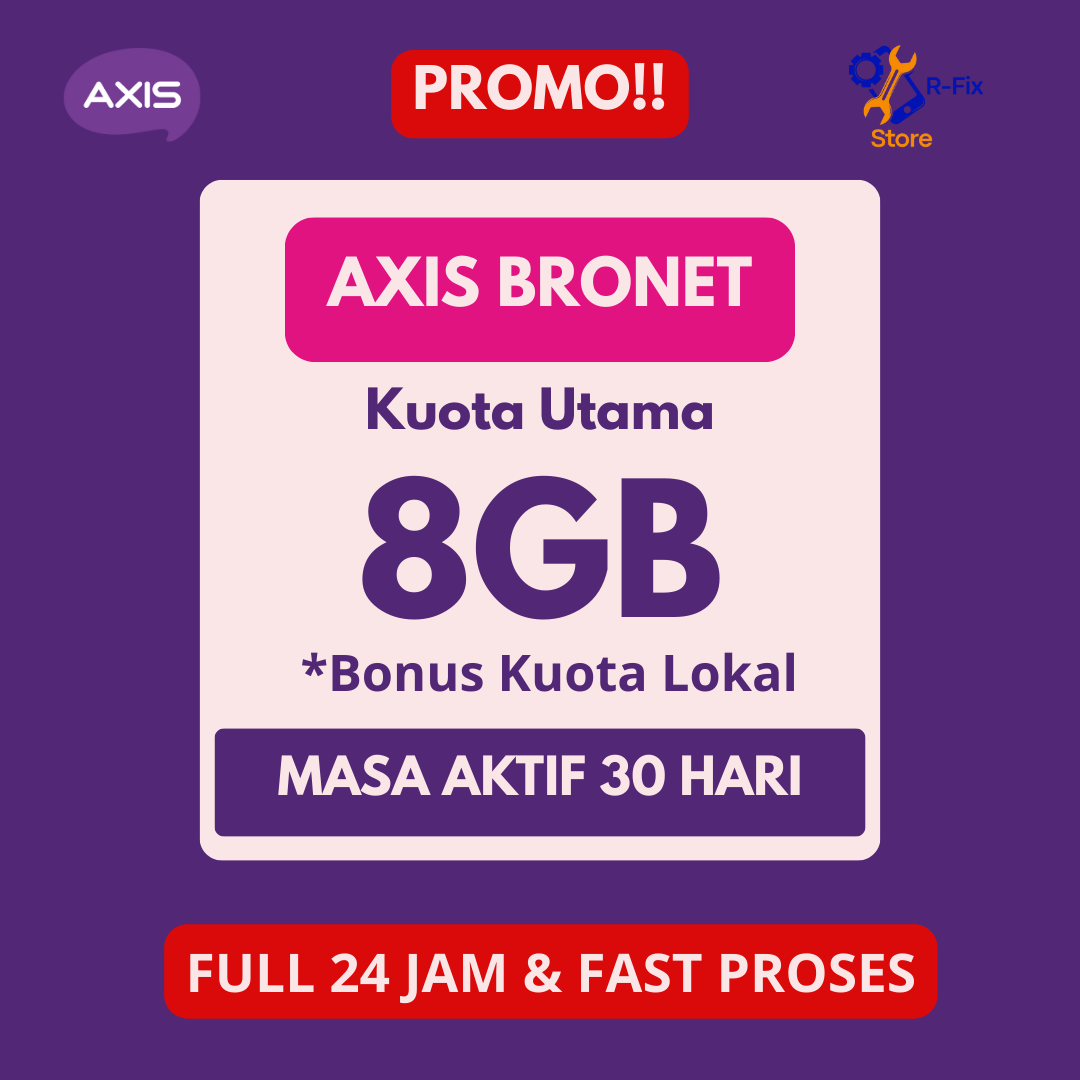 AXIS
PROMO!!
R-Fix
Store
AXIS BRONET
Kuota Utama
8GB
*Bonus Kuota Lokal
MASA AKTIF 30 HARI
FULL 24 JAM & FAST PROSES